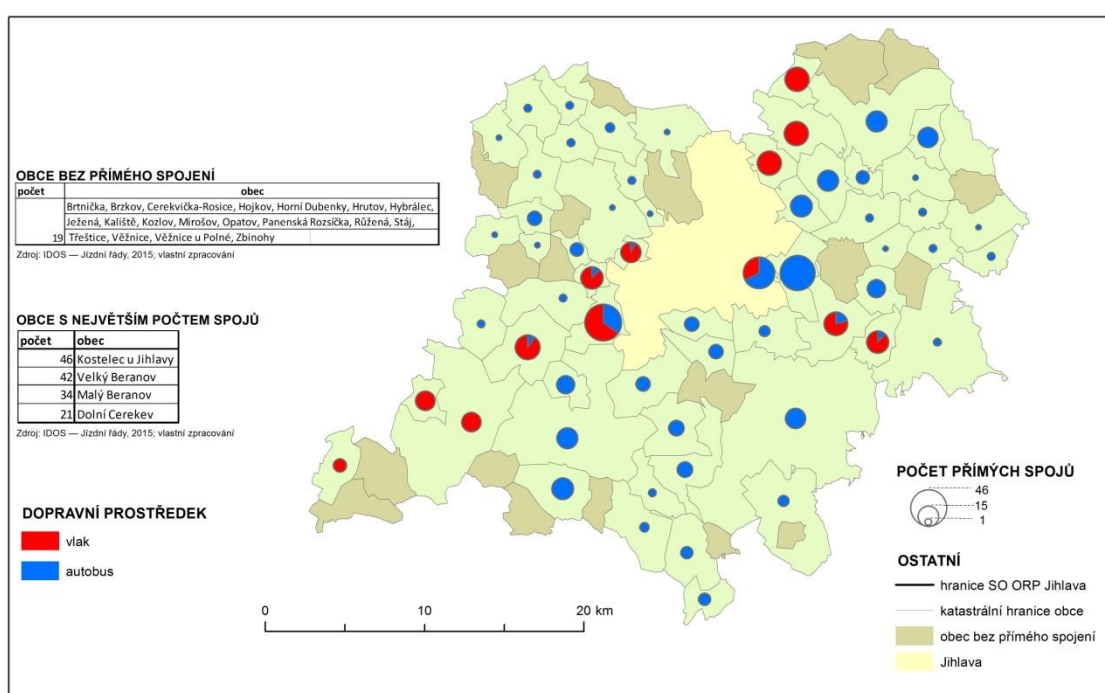 OBCE BEZ PŘÍMÉHO SPOJENÍ
počet obec
Brtnička, Brzkov, Cerekvička-Rosice, Hojkov, Horní Dubenky, Hrutov, Hybrálec,
Ježená, Kaliště, Kozlov, Mirošov, Opatov, Panenská Rozsíčka, Růžená, Stáj,
19 Třeštice, Věžnice, Věžnice u Polné, Zbinohy
Zdroj: IDOS — Jízdní řády, 2015; vlastní zpracování
OBCE S NEJVĚTŠÍM POČTEM SPOJŮ
počet obec
46 Kostelec u Jihlavy
42 Velký Beranov
34 Malý Beranov
21 Dolní Cerekev
Zdroj: IDOS — Jízdní řády, 2015; vlastní zpracování
DOPRAVNÍ PROSTŘEDEK
vlak
autobus
0 10 20 km
POČET PŘÍMÝCH SPOJŮ
46
15
1
OSTATNÍ
hranice SO ORP Jihlava
katastrální hranice obce
obec bez přímého spojení
Jihlava